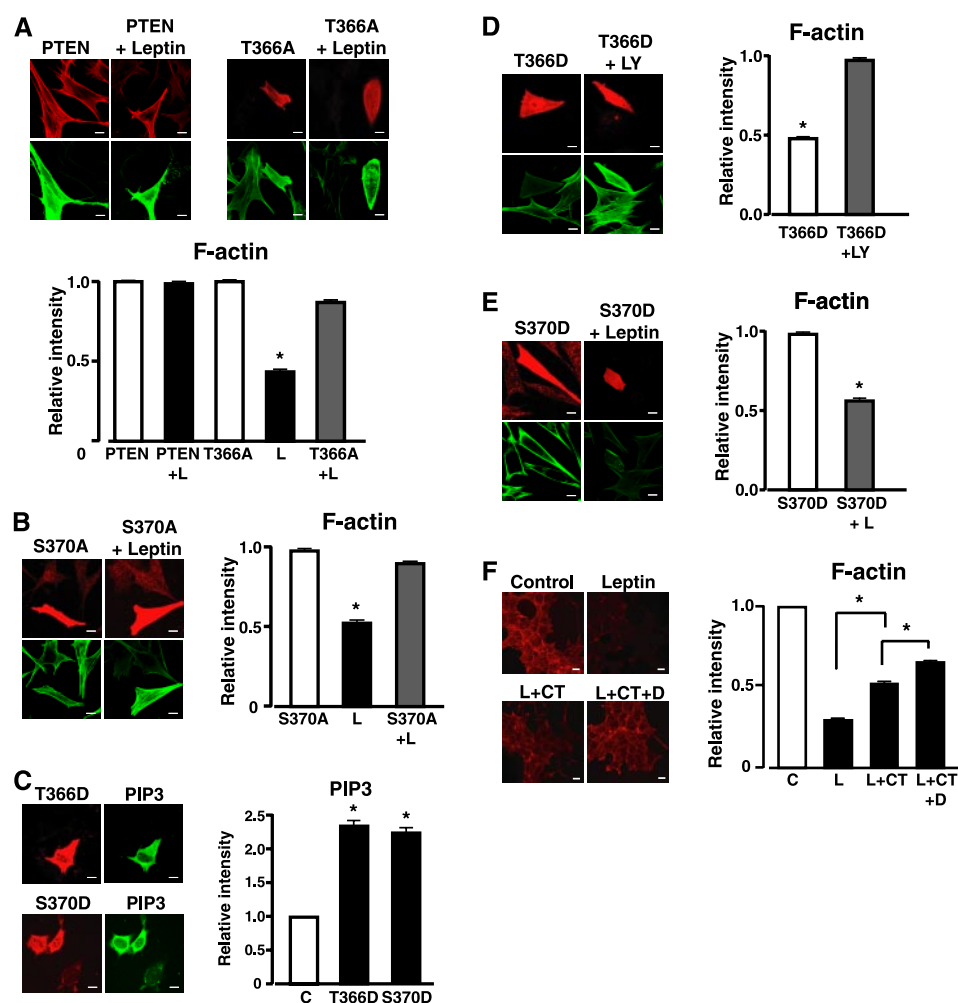 A
PTEN
PTEN
+ Leptin
T366A
T366A
+ Leptin
F-actin
Relative intensity
1.0
0.5
0
PTEN
PTEN
+L
T366A
L
T366A
+L
B
S370A
S370A
+ Leptin
F-actin
Relative intensity
1.0
0.5
0
*
S370A
L
S370A
+L
C
T366D
PIP3
S370D
PIP3
PIP3
Relative intensity
2.5
2.0
1.0
0.5
0
*
*
C
T366D
S370D
D
T366D
T366D
+ LY
F-actin
Relative intensity
1.0
0.5
0.0
*
T366D
T366D
+LY
E
S370D
S370D
+ Leptin
F-actin
Relative intensity
1.0
0.5
0.0
*
S370D
S370D
+ L
F
Control
Leptin
L+CT
L+CT+D
F-actin
Relative intensity
1.0
0.5
0
*
*
C
L
L+CT
L+CT
+D